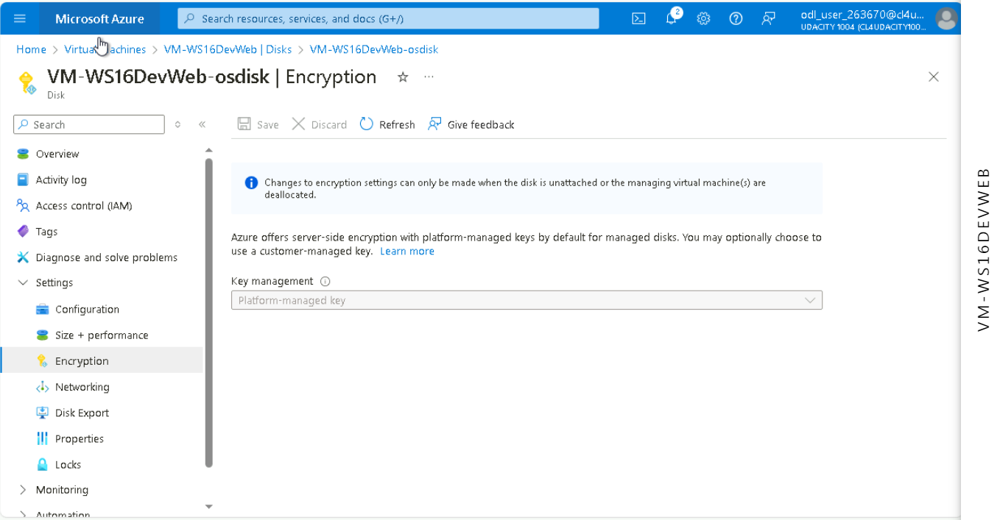 Microsoft Azure
Search resources, services, and docs (G+/)
2
odl_user_263670@cl4u...
UDACITY 1004 (CL4UDACITY100...
Home > Virtual Machines > VM-WS16DevWeb | Disks > VM-WS16DevWeb-osdisk
VM-WS16DevWeb-osdisk | Encryption
Disk
Search
Save
Discard
Refresh
Give feedback
Overview
Activity log
Access control (IAM)
Tags
Diagnose and solve problems
Settings
Configuration
Size + performance
Encryption
Networking
Disk Export
Properties
Locks
Monitoring
Automation
Changes to encryption settings can only be made when the disk is unattached or the managing virtual machine(s) are
deallocated.
Azure offers server-side encryption with platform-managed keys by default for managed disks. You may optionally choose to
use a customer-managed key. Learn more
Key management
Platform-managed key
VM-WS16DEVWEB